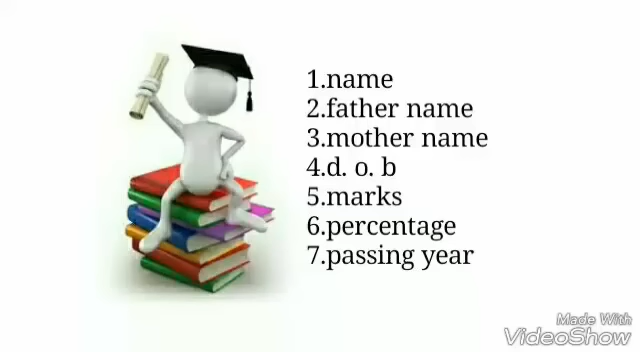 1.name
2.father name
3.mother name
4.d. o. b
5.marks
6.percentage
7.passing year
Made With
VideoShow